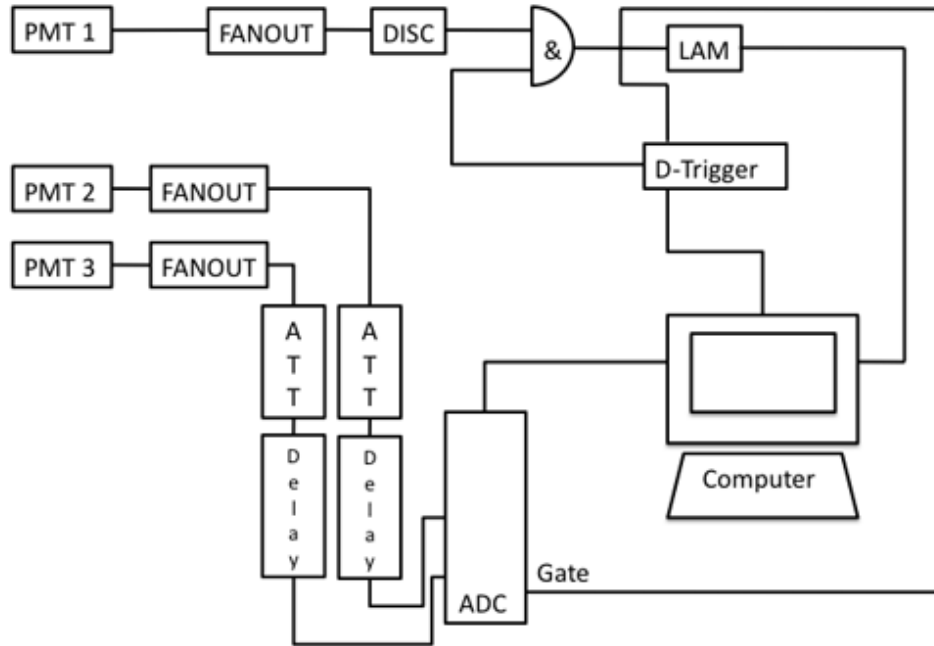 PMT 1
FANOUT
DISC
&
LAM
D-Trigger
PMT 2
FANOUT
PMT 3
FANOUT
A
T
T
A
T
T
D
e
l
a
y
D
e
l
a
y
ADC
Gate
Computer